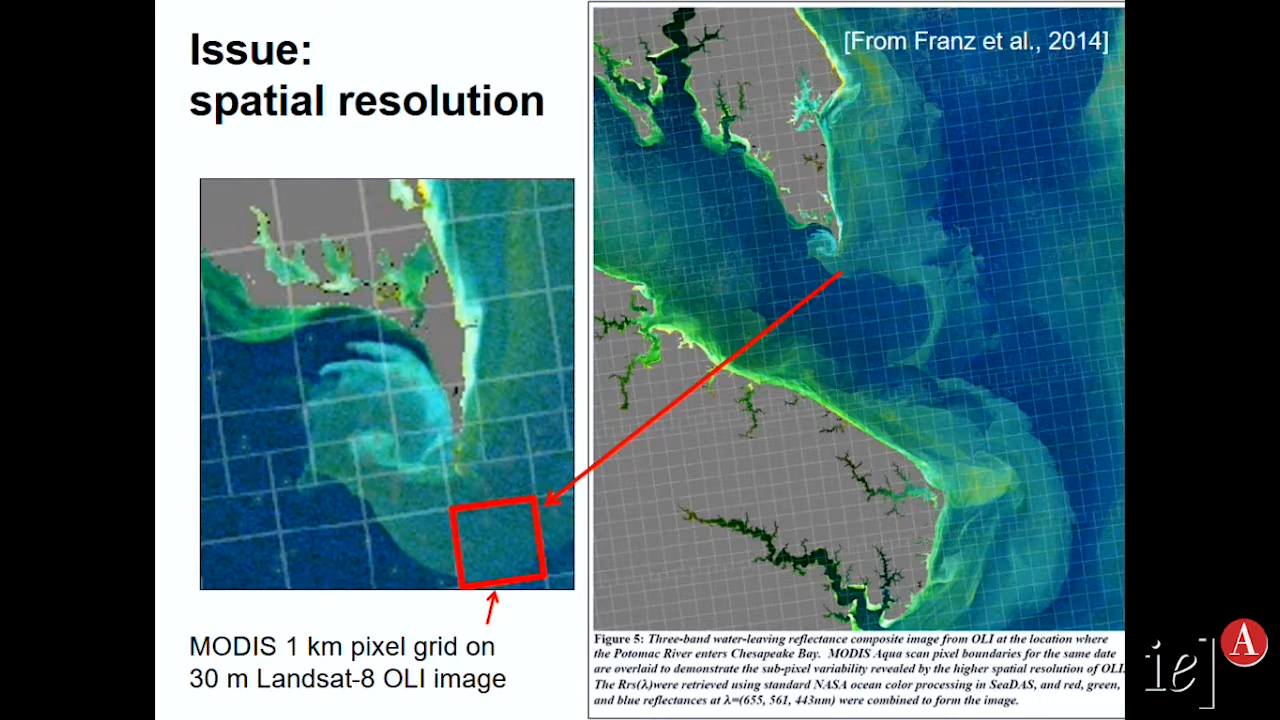 Issue:
spatial resolution
[From Franz et al., 2014]
MODIS 1 km pixel grid on
30 m Landsat-8 OLI image
Figure 5: Three-band water-leaving reflectance composite image from OLI at the location where
the Potomac River enters Chesapeake Bay. MODIS Aqua scan pixel boundaries for the same date
are overlaid to demonstrate the sub-pixel variability revealed by the higher spatial resolution of OLI.
The Rrs(λ)were retrieved using standard NASA ocean color processing in SeaDAS, and red, green,
and blue reflectances at λ=(655, 561, 443nm) were combined to form the image.
ie]
A